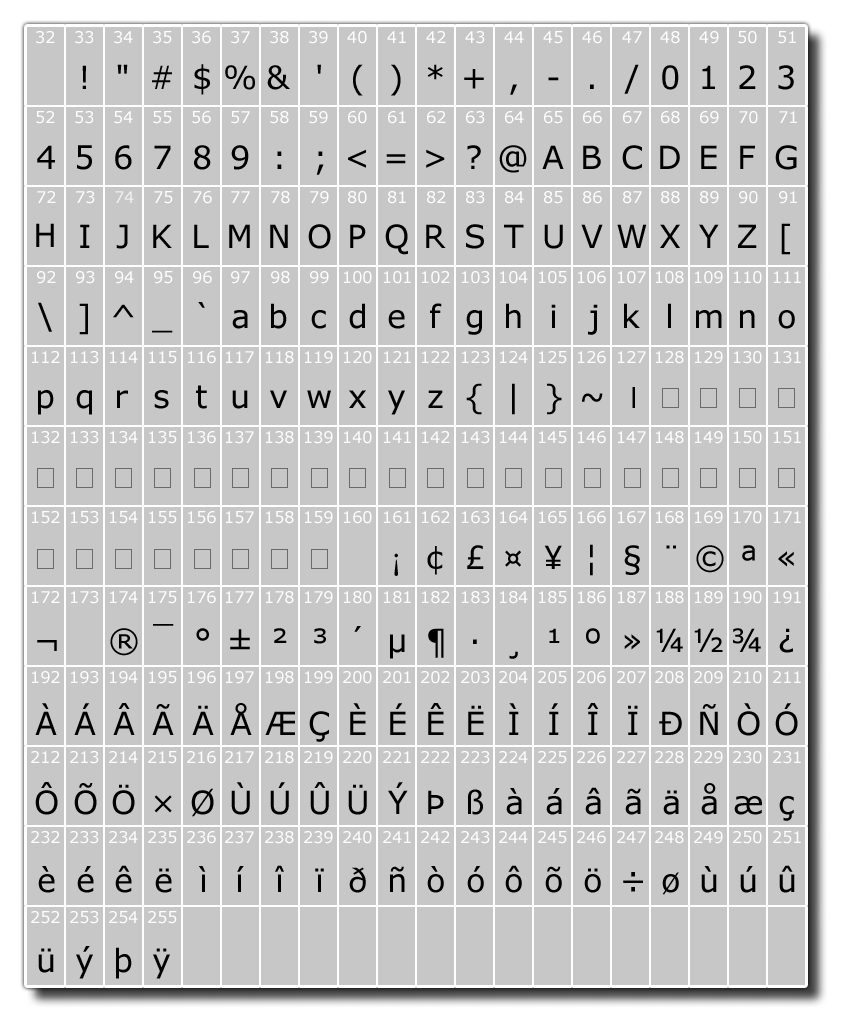 32 33 34 35 36 37 38 39 40 41 42 43 44 45 46 47 48 49 50 51
! " # $ % & ' ( ) * + , - . / 0 1 2 3
52 53 54 55 56 57 58 59 60 61 62 63 64 65 66 67 68 69 70 71
4 5 6 7 8 9 : ; < = > ? @ A B C D E F G
72 73 74 75 76 77 78 79 80 81 82 83 84 85 86 87 88 89 90 91
H I J K L M N O P Q R S T U V W X Y Z [
92 93 94 95 96 97 98 99 100 101 102 103 104 105 106 107 108 109 110 111
\ ] ^ _ ` a b c d e f g h i j k l m n o
112 113 114 115 116 117 118 119 120 121 122 123 124 125 126 127 128 129 130 131
p q r s t u v w x y z { | } ~ ı □ □ □ □
132 133 134 135 136 137 138 139 140 141 142 143 144 145 146 147 148 149 150 151
□ □ □ □ □ □ □ □ □ □ □ □ □ □ □ □ □ □ □ □
152 153 154 155 156 157 158 159 160 161 162 163 164 165 166 167 168 169 170 171
□ □ □ □ □ □ □ □ ¡ ¢ £ ¤ ¥ ¦ § ¨ © ª «
172 173 174 175 176 177 178 179 180 181 182 183 184 185 186 187 188 189 190 191
¬ ® ¯ ° ± ² ³ ´ µ ¶ · ¸ ¹ º » ¼ ½ ¾ ¿
192 193 194 195 196 197 198 199 200 201 202 203 204 205 206 207 208 209 210 211
À Á Â Ã Ä Å Æ Ç È É Ê Ë Ì Í Î Ï Ð Ñ Ò Ó
212 213 214 215 216 217 218 219 220 221 222 223 224 225 226 227 228 229 230 231
Ô Õ Ö × Ø Ù Ú Û Ü Ý Þ ß à á â ã ä å æ ç
232 233 234 235 236 237 238 239 240 241 242 243 244 245 246 247 248 249 250 251
è é ê ë ì í î ï ð ñ ò ó ô õ ö ÷ ø ù ú û
252 253 254 255
ü ý þ ÿ